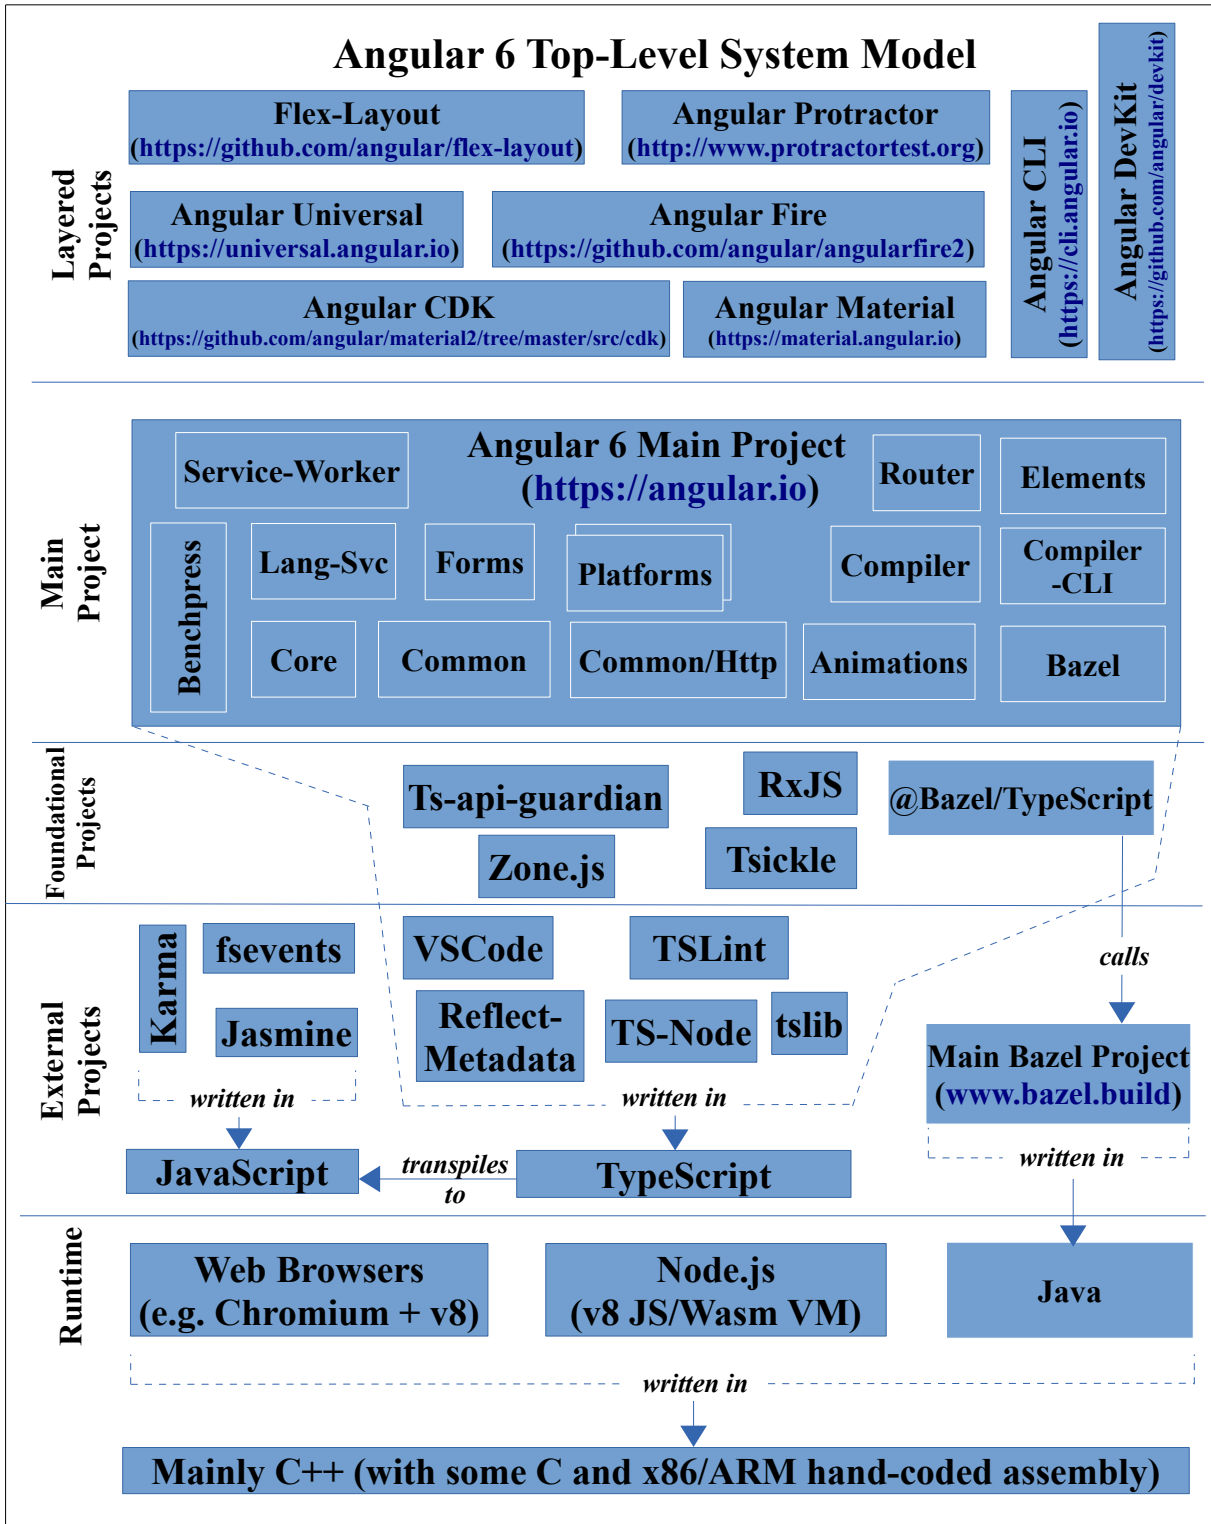 Angular 6 Top-Level System Model
Layered
Projects
Flex-Layout
(https://github.com/angular/flex-layout)
Angular Protractor
(http://www.protractortest.org)
Angular CLI
(https://cli.angular.io)
Angular DevKit
(https://github.com/angular/devkit)
Angular Universal
(https://universal.angular.io)
Angular Fire
(https://github.com/angular/angularfire2)
Angular CDK
(https://github.com/angular/material2/tree/master/src/cdk)
Angular Material
(https://material.angular.io)
Main
Project
Angular 6 Main Project
(https://angular.io)
Service-Worker
Router
Elements
Benchpress
Lang-Svc
Forms
Platforms
Compiler
Compiler
-CLI
Core
Common
Common/Http
Animations
Bazel
Foundational
Projects
Ts-api-guardian
RxJS
@Bazel/TypeScript
Zone.js
Tsickle
External
Projects
Karma
fsevents
Jasmine
VSCode
TSLint
Reflect-
Metadata
TS-Node
tslib
calls
Main Bazel Project
(www.bazel.build)
written in
written in
written in
JavaScript
transpiles
to
TypeScript
Runtime
Web Browsers
(e.g. Chromium + v8)
Node.js
(v8 JS/Wasm VM)
Java
written in
Mainly C++ (with some C and x86/ARM hand-coded assembly)